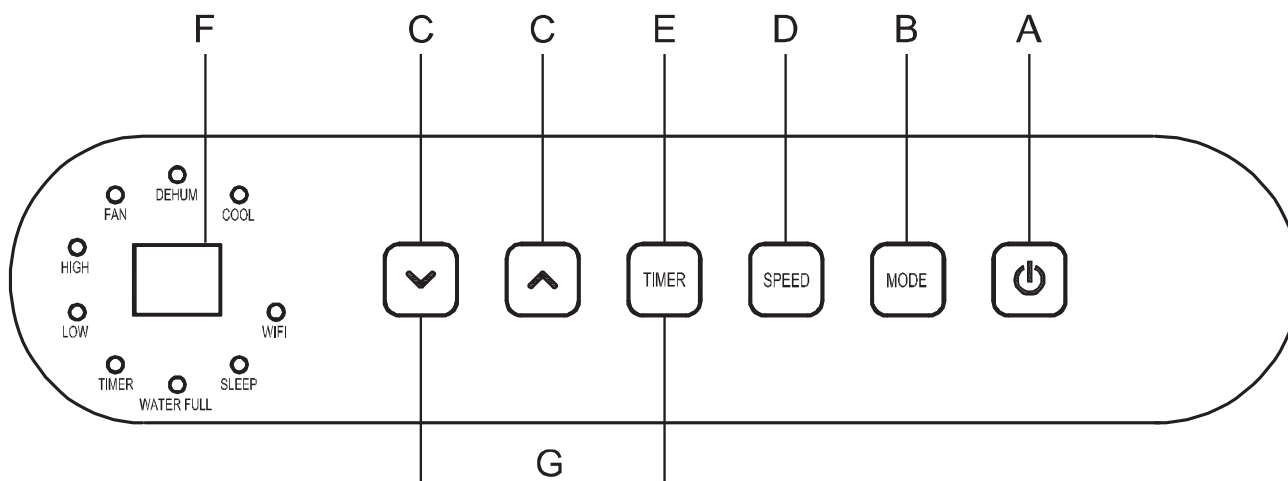 F C C E D B A
DEHUM
FAN COOL
HIGH
TIMER SPEED MODE
LOW WIFI
TIMER SLEEP
WATER FULL
G